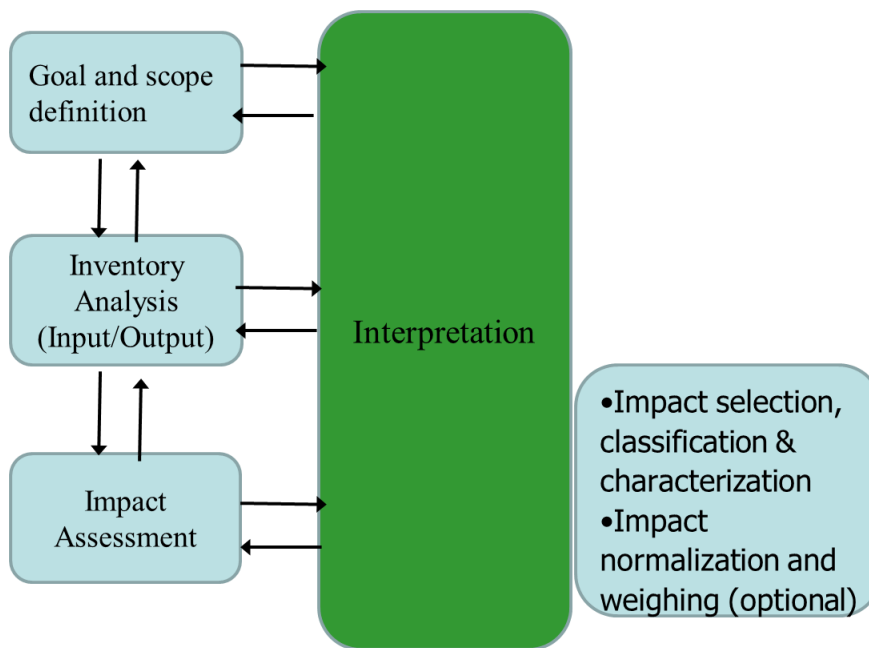 Goal and scope
definition
Inventory
Analysis
(Input/Output)
Impact
Assessment
Interpretation
•Impact selection,
classification &
characterization
•Impact
normalization and
weighing (optional)